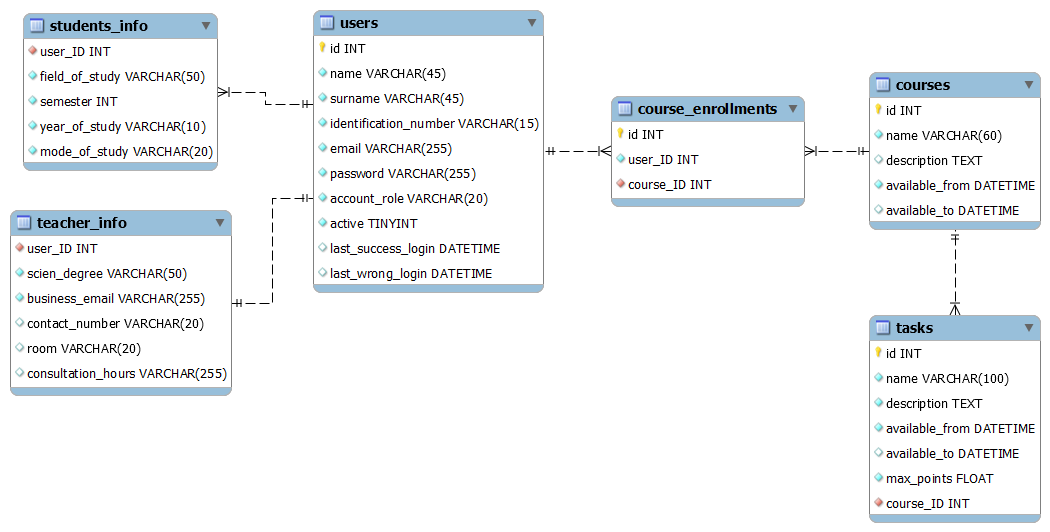 students_info
user_ID INT
field_of_study VARCHAR(50)
semester INT
year_of_study VARCHAR(10)
mode_of_study VARCHAR(20)
teacher_info
user_ID INT
scien_degree VARCHAR(50)
business_email VARCHAR(255)
contact_number VARCHAR(20)
room VARCHAR(20)
consultation_hours VARCHAR(255)
users
id INT
name VARCHAR(45)
surname VARCHAR(45)
identification_number VARCHAR(15)
email VARCHAR(255)
password VARCHAR(255)
account_role VARCHAR(20)
active TINYINT
last_success_login DATETIME
last_wrong_login DATETIME
course_enrollments
id INT
user_ID INT
course_ID INT
courses
id INT
name VARCHAR(60)
description TEXT
available_from DATETIME
available_to DATETIME
tasks
id INT
name VARCHAR(100)
description TEXT
available_from DATETIME
available_to DATETIME
max_points FLOAT
course_ID INT